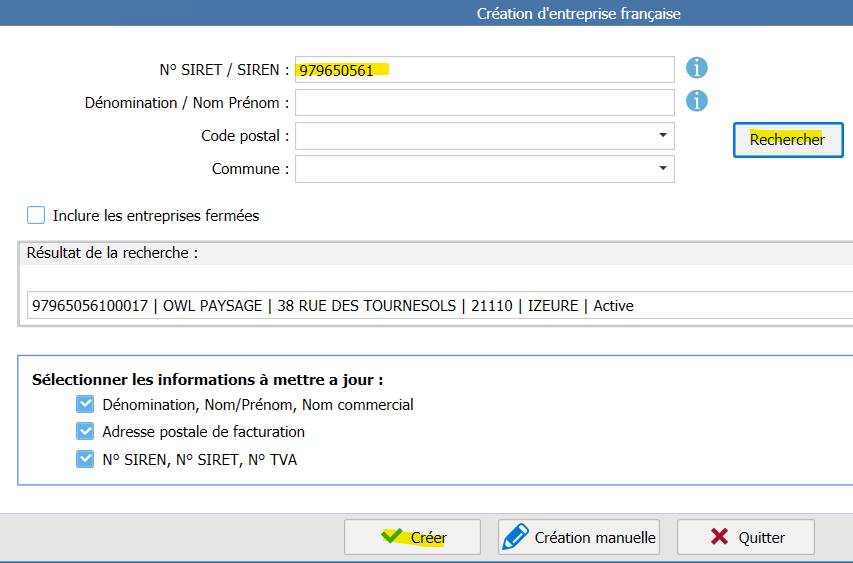 Création d'entreprise française
N° SIRET / SIREN : 979650561
Dénomination / Nom Prénom :
Code postal :
Rechercher
Commune :
Inclure les entreprises fermées
Résultat de la recherche :
97965056100017 | OWL PAYSAGE | 38 RUE DES TOURNESOLS | 21110 | IZEURE | Active
Sélectionner les informations à mettre a jour :
Dénomination, Nom/Prénom, Nom commercial
Adresse postale de facturation
N° SIREN, N° SIRET, N° TVA
Créer Création manuelle Quitter